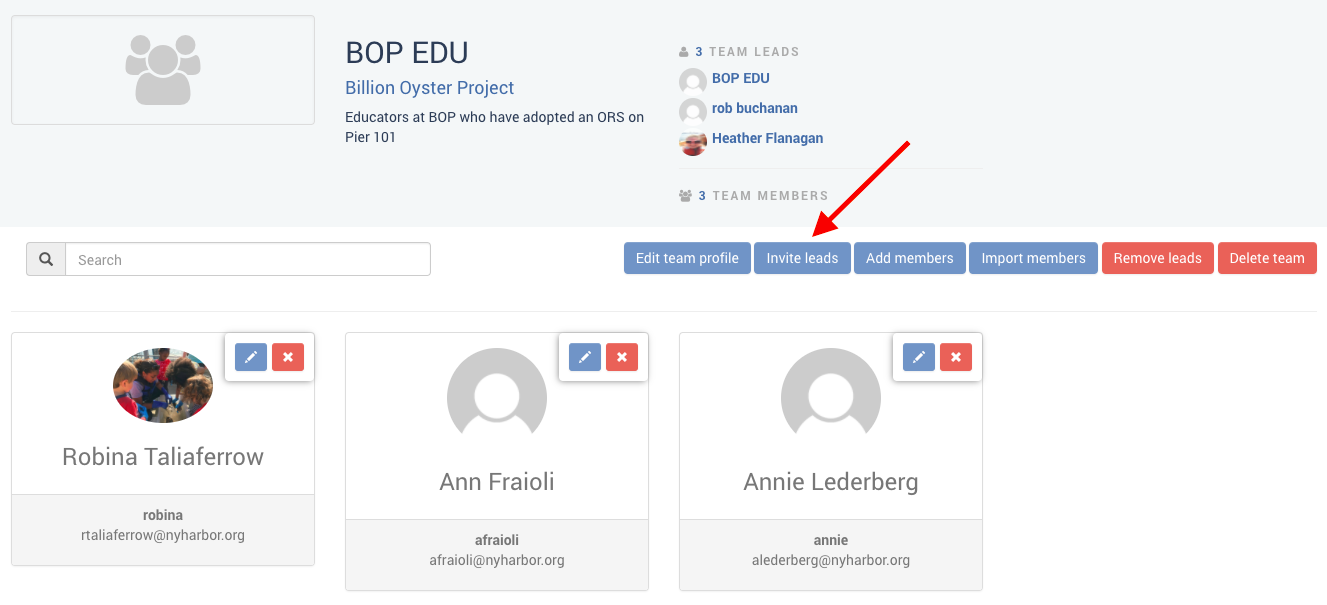 BOP EDU
Billion Oyster Project
Educators at BOP who have adopted an ORS on
Pier 101
3 TEAM LEADS
BOP EDU
rob buchanan
Heather Flanagan
3 TEAM MEMBERS
Search
Edit team profile
Invite leads
Add members
Import members
Remove leads
Delete team
Robina Taliaferrow
robina
rtaliaferrow@nyharbor.org
Ann Fraioli
afraioli
afraioli@nyharbor.org
Annie Lederberg
annie
alederberg@nyharbor.org